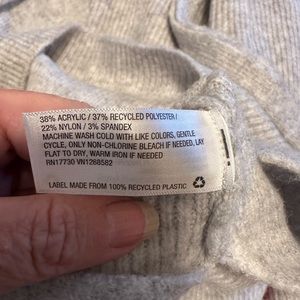 38% ACRYLIC / 37% RECYCLED POLYESTER /
22% NYLON / 3% SPANDEX
MACHINE WASH COLD WITH LIKE COLORS, GENTLE
CYCLE, ONLY NON-CHLORINE BLEACH IF NEEDED, LAY
FLAT TO DRY, WARM IRON IF NEEDED
RN17730 VN1268582
LABEL MADE FROM 100% RECYCLED PLASTIC